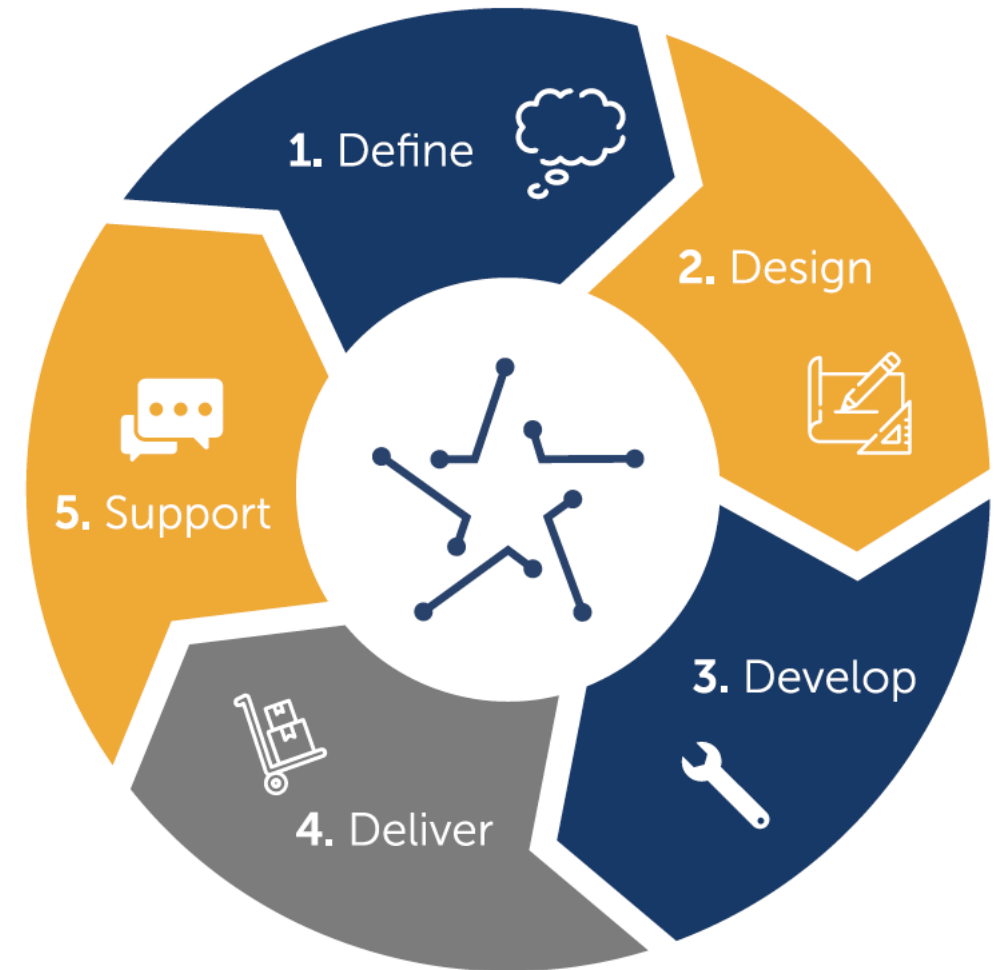 1. Define
2. Design
3. Develop
4. Deliver
5. Support